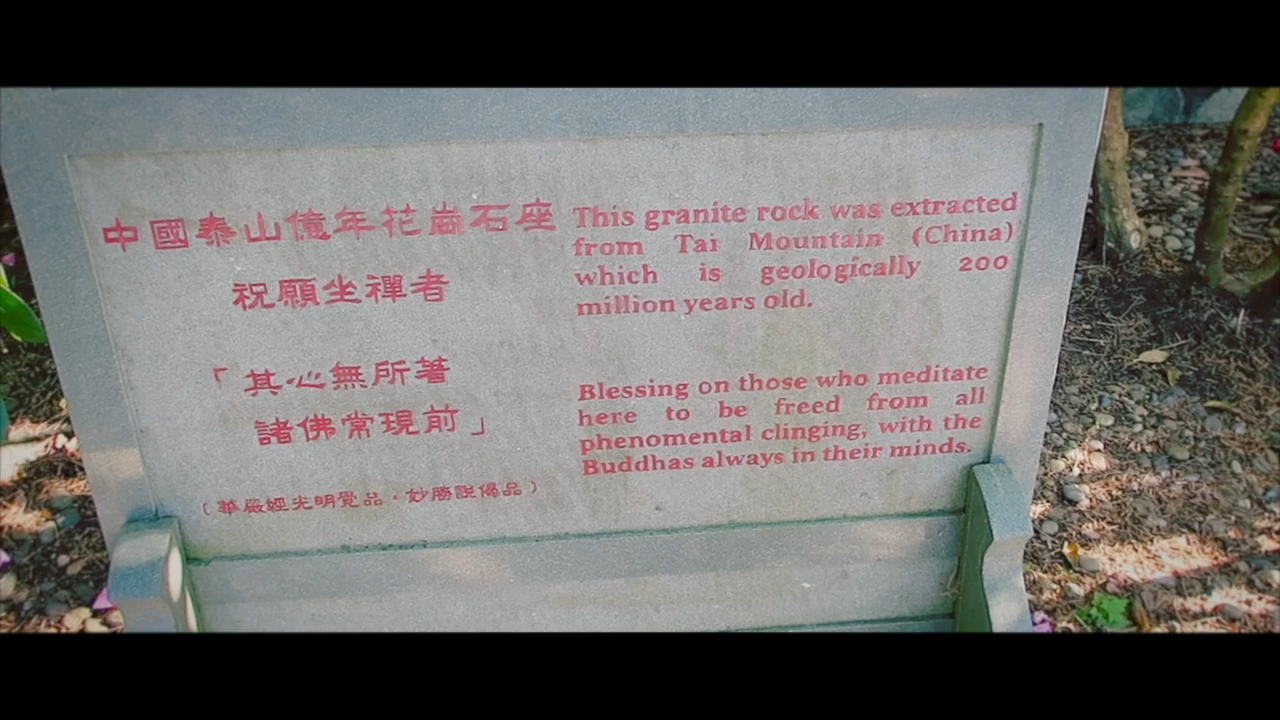 中國泰山億年花崗石座
祝願坐禪者
「其心無所著
諸佛常現前」
(華嚴經光明覺品・妙勝說偈品)
This granite rock was extracted
from Tai Mountain (China)
which is geologically 200
million years old.
Blessing on those who meditate
here to be freed from all
phenomental clinging, with the
Buddhas always in their minds.